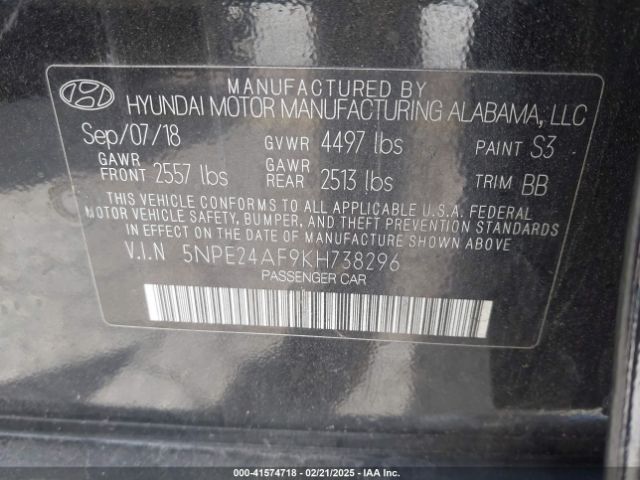 MANUFACTURED BY
HYUNDAI MOTOR MANUFACTURING ALABAMA, LLC
Sep/07/18 GVWR 4497 lbs PAINT S3
GAWR FRONT 2557 lbs GAWR REAR 2513 lbs TRIM BB
THIS VEHICLE CONFORMS TO ALL APPLICABLE U.S.A. FEDERAL
MOTOR VEHICLE SAFETY, BUMPER, AND THEFT PREVENTION STANDARDS
IN EFFECT ON THE DATE OF MANUFACTURE SHOWN ABOVE.
V.I.N 5NPE24AF9KH738296
PASSENGER CAR
000-41574718 - 02/21/2025 - IAA Inc.